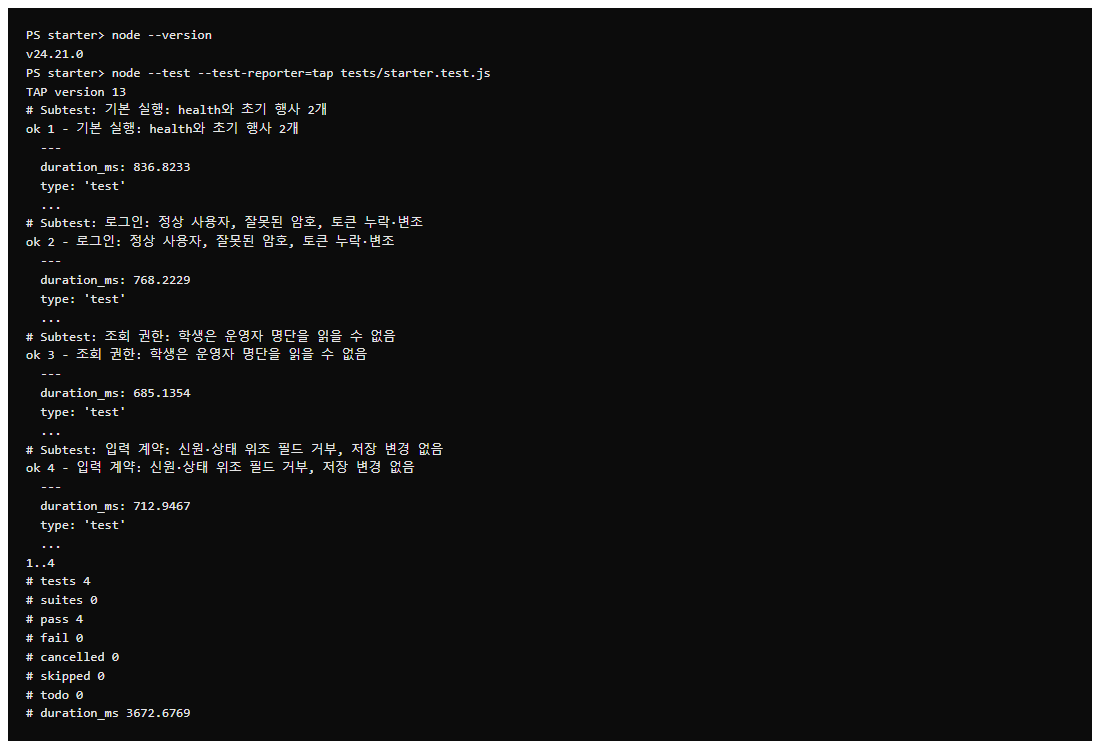 PS starter> node --version
v24.21.0
PS starter> node --test --test-reporter=tap tests/starter.test.js
TAP version 13
# Subtest: 기본 실행: health와 초기 행사 2개
ok 1 - 기본 실행: health와 초기 행사 2개
  ---
  duration_ms: 836.8233
  type: 'test'
  ...
# Subtest: 로그인: 정상 사용자, 잘못된 암호, 토큰 누락·변조
ok 2 - 로그인: 정상 사용자, 잘못된 암호, 토큰 누락·변조
  ---
  duration_ms: 768.2229
  type: 'test'
  ...
# Subtest: 조회 권한: 학생은 운영자 명단을 읽을 수 없음
ok 3 - 조회 권한: 학생은 운영자 명단을 읽을 수 없음
  ---
  duration_ms: 685.1354
  type: 'test'
  ...
# Subtest: 입력 계약: 신원·상태 위조 필드 거부, 저장 변경 없음
ok 4 - 입력 계약: 신원·상태 위조 필드 거부, 저장 변경 없음
  ---
  duration_ms: 712.9467
  type: 'test'
  ...
1..4
# tests 4
# suites 0
# pass 4
# fail 0
# cancelled 0
# skipped 0
# todo 0
# duration_ms 3672.6769